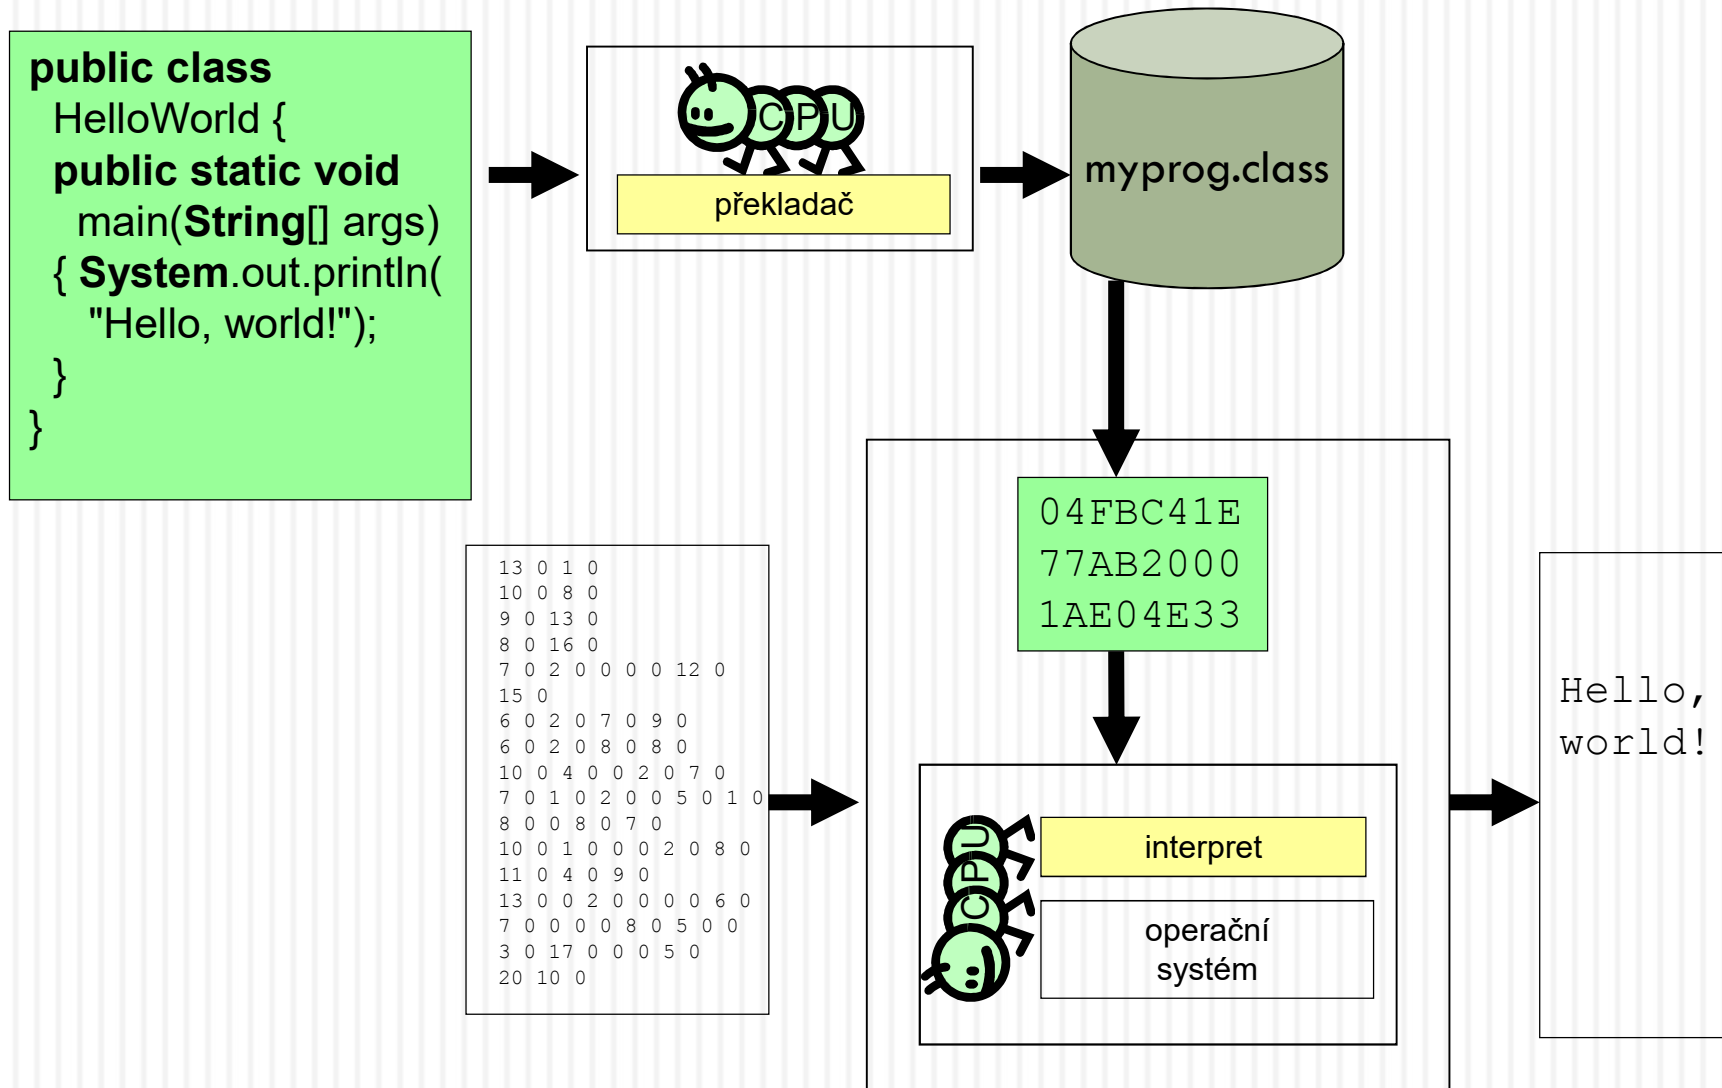 public class
HelloWorld {
public static void
main(String[] args)
{ System.out.println(
"Hello, world!");
}
}
CPU
překladač
myprog.class
04FBC41E
77AB2000
1AE04E33
13 0 1 0
10 0 8 0
9 0 13 0
8 0 16 0
7 0 2 0 0 0 0 12 0
15 0
6 0 2 0 7 0 9 0
6 0 2 0 8 0 8 0
10 0 4 0 0 2 0 7 0
7 0 1 0 2 0 0 5 0 1 0
8 0 0 8 0 7 0
10 0 1 0 0 0 2 0 8 0
11 0 4 0 9 0
13 0 0 2 0 0 0 0 6 0
7 0 0 0 0 8 0 5 0 0
3 0 17 0 0 0 5 0
20 10 0
CPU
interpret
operační
systém
Hello,
world!